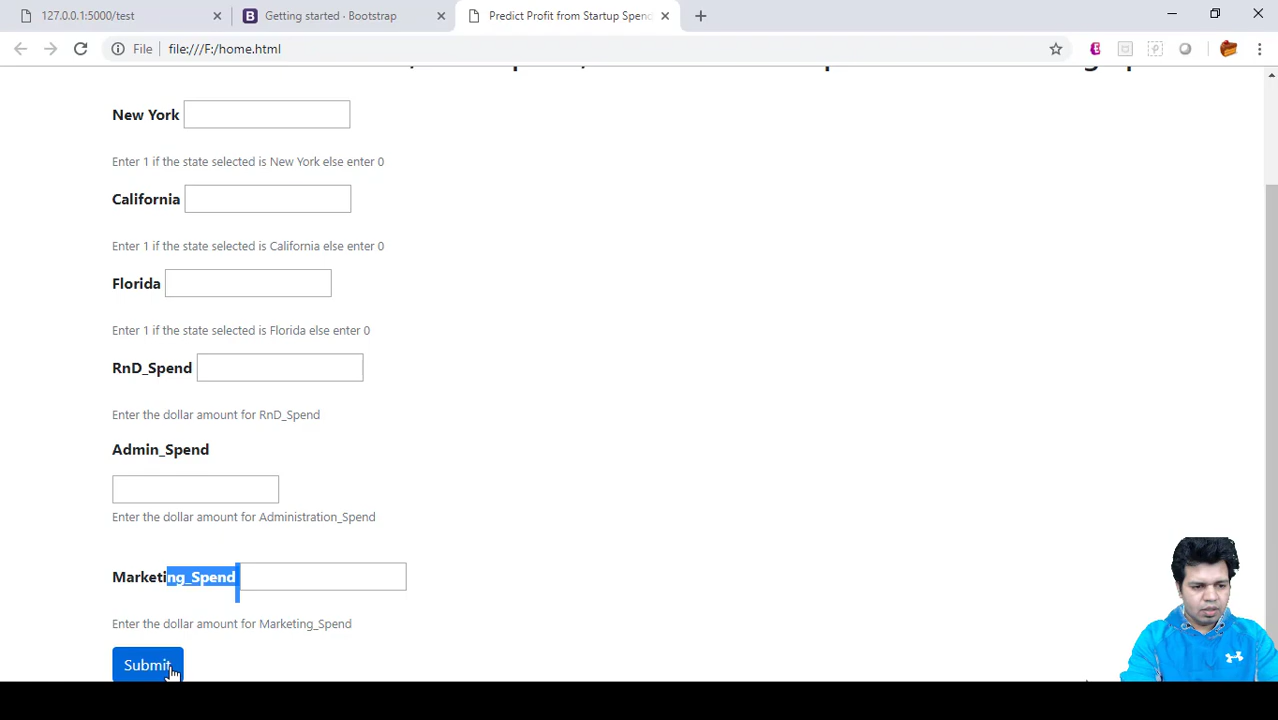 127.0.0.1:5000/test
Getting started · Bootstrap
Predict Profit from Startup Spend
File
file:///F:/home.html
New York
Enter 1 if the state selected is New York else enter 0
California
Enter 1 if the state selected is California else enter 0
Florida
Enter 1 if the state selected is Florida else enter 0
RnD_Spend
Enter the dollar amount for RnD_Spend
Admin_Spend
Enter the dollar amount for Administration_Spend
Marketing_Spend
Enter the dollar amount for Marketing_Spend
Submit